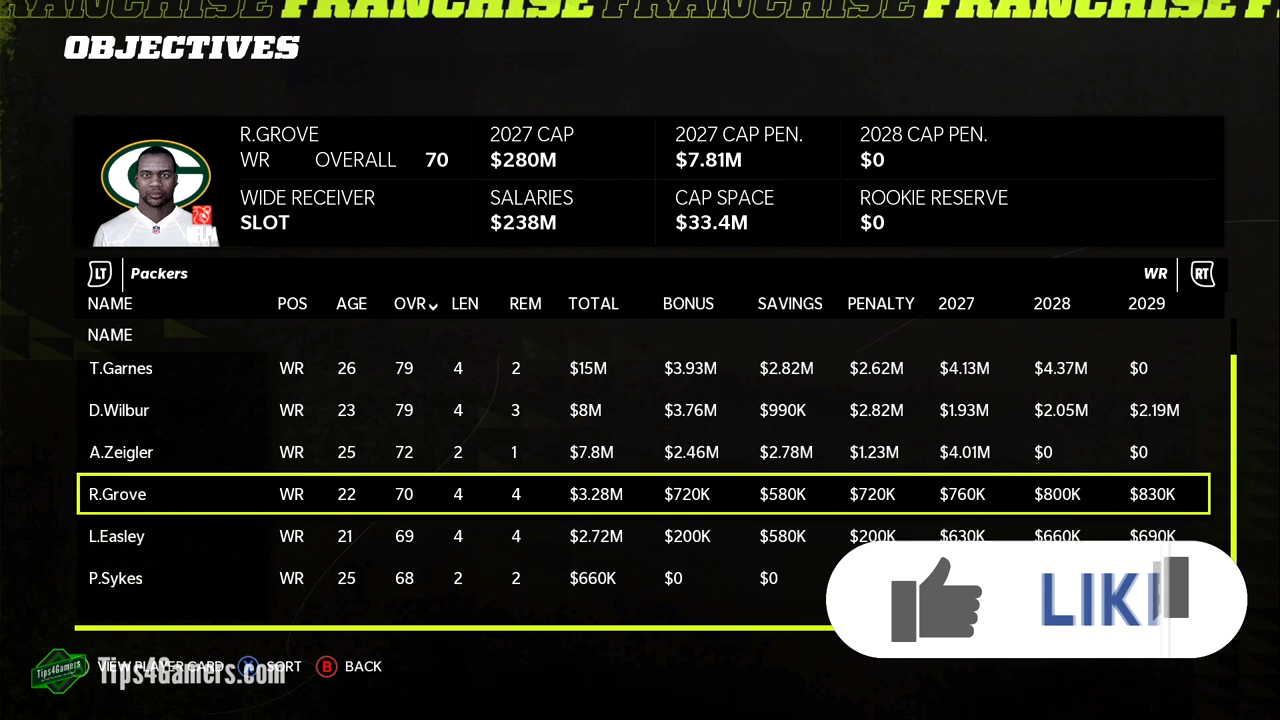 FRANCHISE FRANCHISE FRANCHISE FRANCHISE F
OBJECTIVES
R.GROVE
WR OVERALL 70
WIDE RECEIVER
SLOT
2027 CAP
$280M
SALARIES
$238M
2027 CAP PEN.
$7.81M
CAP SPACE
$33.4M
2028 CAP PEN.
$0
ROOKIE RESERVE
$0
LT Packers WR RT
NAME POS AGE OVR LEN REM TOTAL BONUS SAVINGS PENALTY 2027 2028 2029
NAME
T.Garnes WR 26 79 4 2 $15M $3.93M $2.82M $2.62M $4.13M $4.37M $0
D.Wilbur WR 23 79 4 3 $8M $3.76M $990K $2.82M $1.93M $2.05M $2.19M
A.Zeigler WR 25 72 2 1 $7.8M $2.46M $2.78M $1.23M $4.01M $0 $0
R.Grove WR 22 70 4 4 $3.28M $720K $580K $720K $760K $800K $830K
L.Easley WR 21 69 4 4 $2.72M $200K $580K $200K $630K $660K $690K
P.Sykes WR 25 68 2 2 $660K $0 $0
LIK
VIEW PLAYER CARD SORT B BACK
Tips4Gamers Tips4Gamers.com